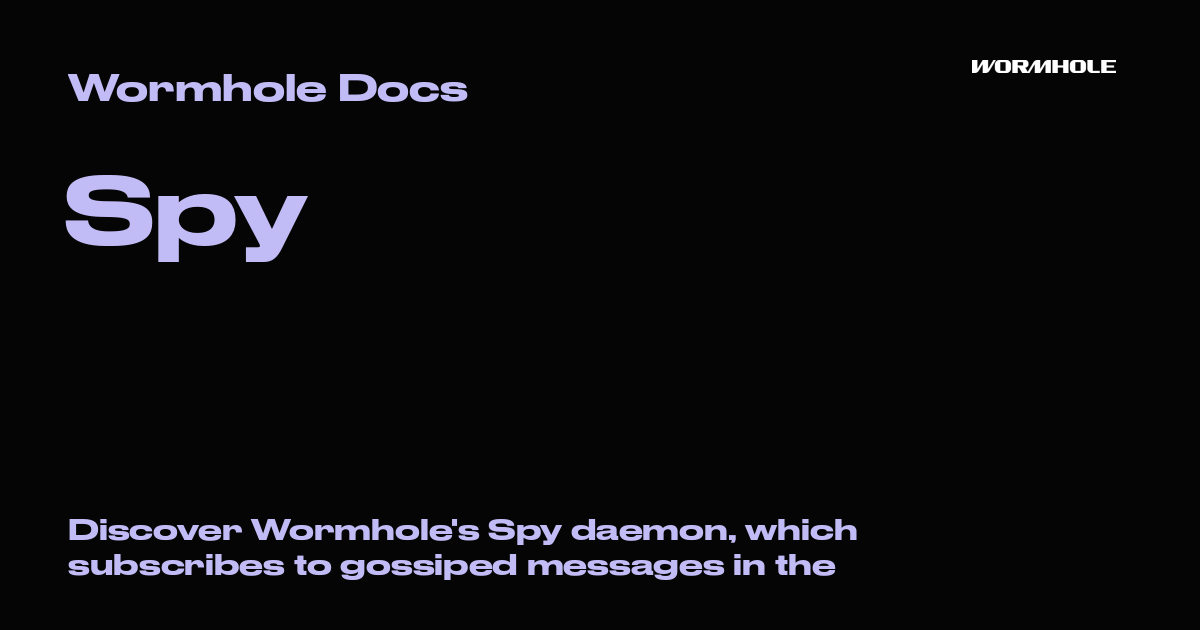 Wormhole Docs
WORMHOLE
Spy
Discover Wormhole's Spy daemon, which
subscribes to gossiped messages in the